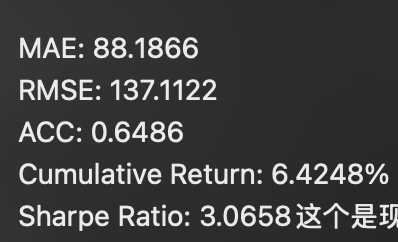 MAE: 88.1866
RMSE: 137.1122
ACC: 0.6486
Cumulative Return: 6.4248%
Sharpe Ratio: 3.0658这个是现